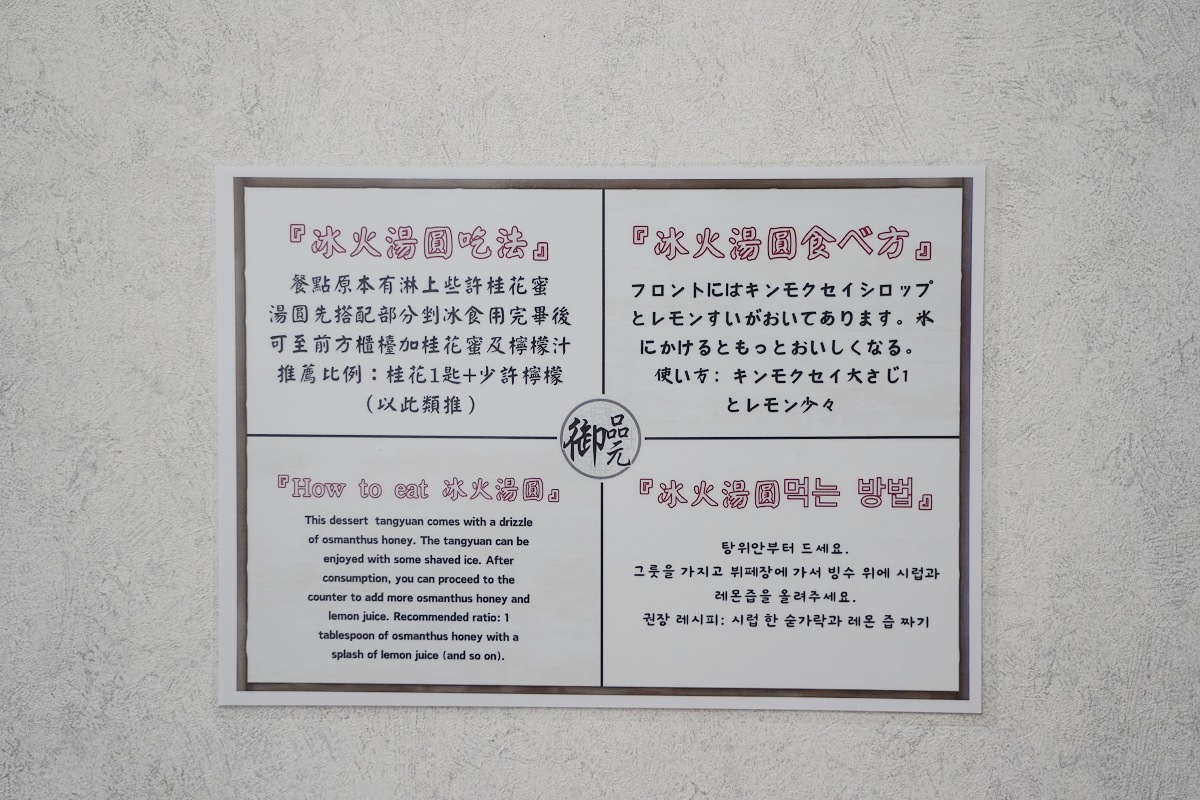 『冰火湯圓吃法』
餐點原本有淋上些許桂花蜜
湯圓先搭配部分剉冰食用完畢後
可至前方櫃檯加桂花蜜及檸檬汁
推薦比例：桂花1匙+少許檸檬
（以此類推）
『冰火湯圓食べ方』
フロントにはキンモクセイシロップ
とレモンすいがおいてあります。氷
にかけるともっとおいしくなる。
使い方：キンモクセイ大さじ1
とレモン少々
御品元
『How to eat 冰火湯圓』
This dessert tangyuan comes with a drizzle
of osmanthus honey. The tangyuan can be
enjoyed with some shaved ice. After
consumption, you can proceed to the
counter to add more osmanthus honey and
lemon juice. Recommended ratio: 1
tablespoon of osmanthus honey with a
splash of lemon juice (and so on).
『冰火湯圓먹는 방법』
탕위안부터 드세요.
그릇을 가지고 뷔페장에 가서 빙수 위에 시럽과
레몬즙을 올려주세요.
권장 레시피: 시럽 한 숟가락과 레몬 즙 짜기